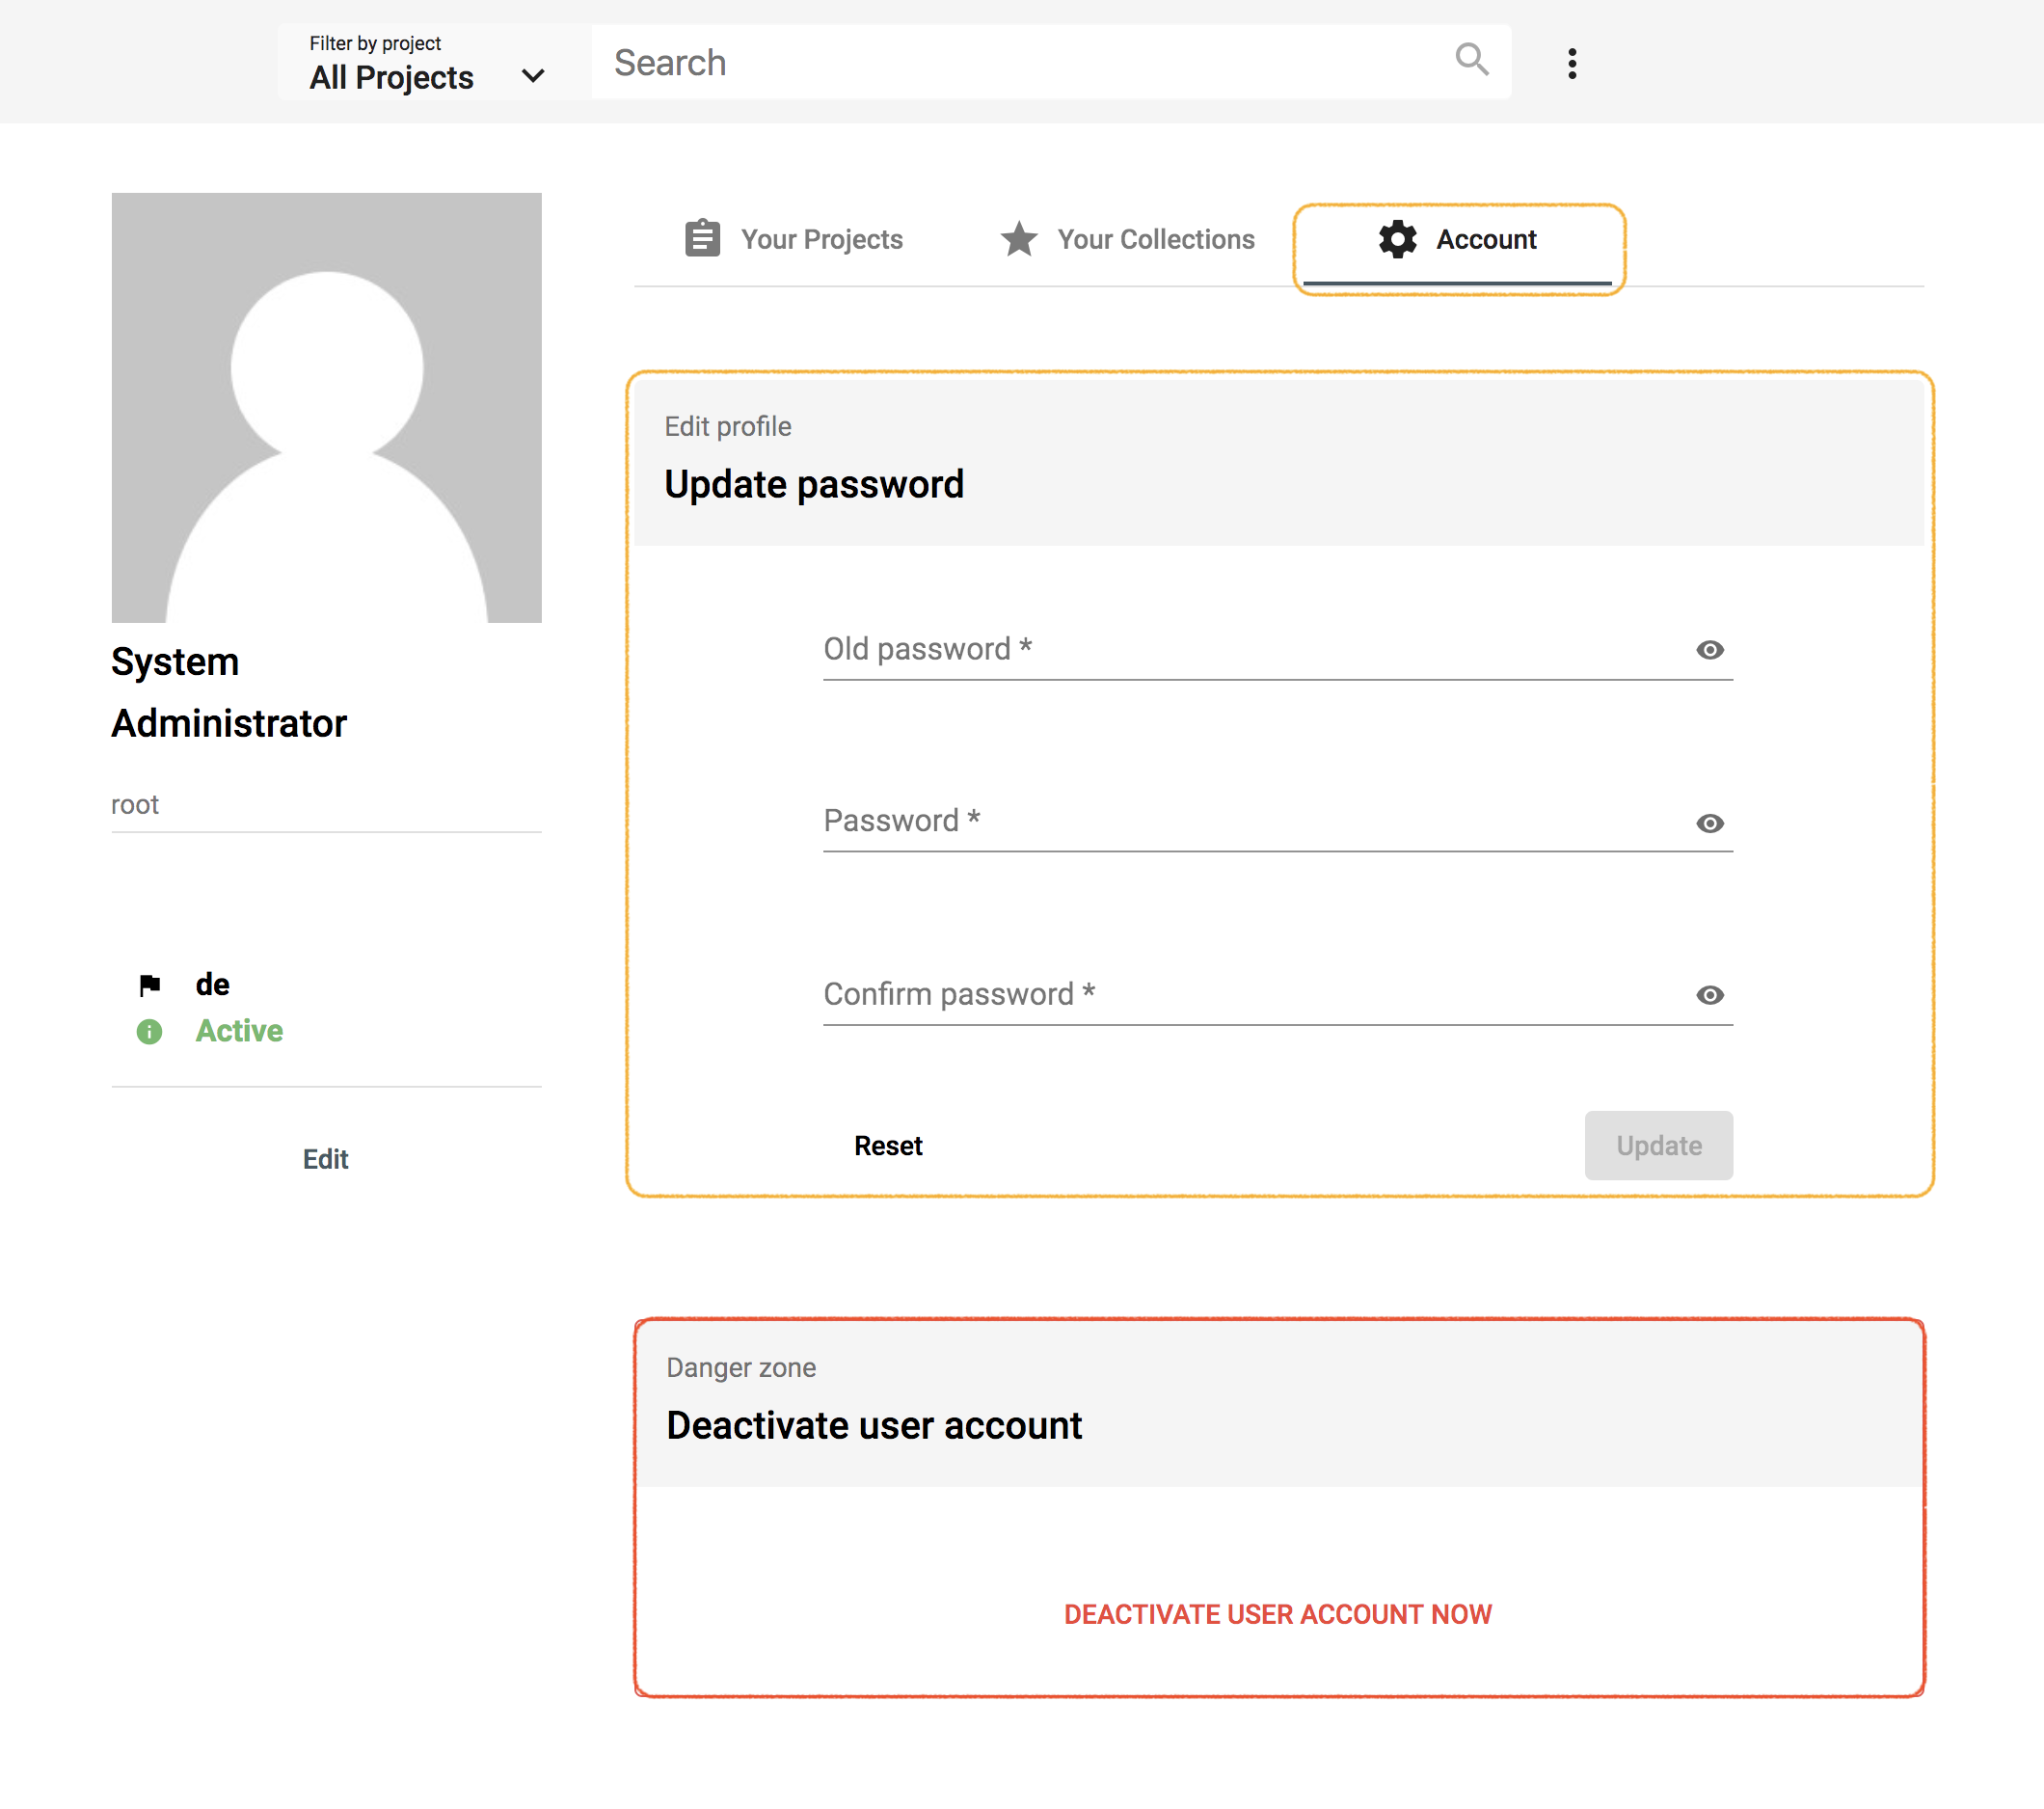 Filter by project
All Projects
Search
Your Projects
Your Collections
Account
System
Administrator
root
de
Active
Edit
Edit profile
Update password
Old password *
Password *
Confirm password *
Reset
Update
Danger zone
Deactivate user account
DEACTIVATE USER ACCOUNT NOW